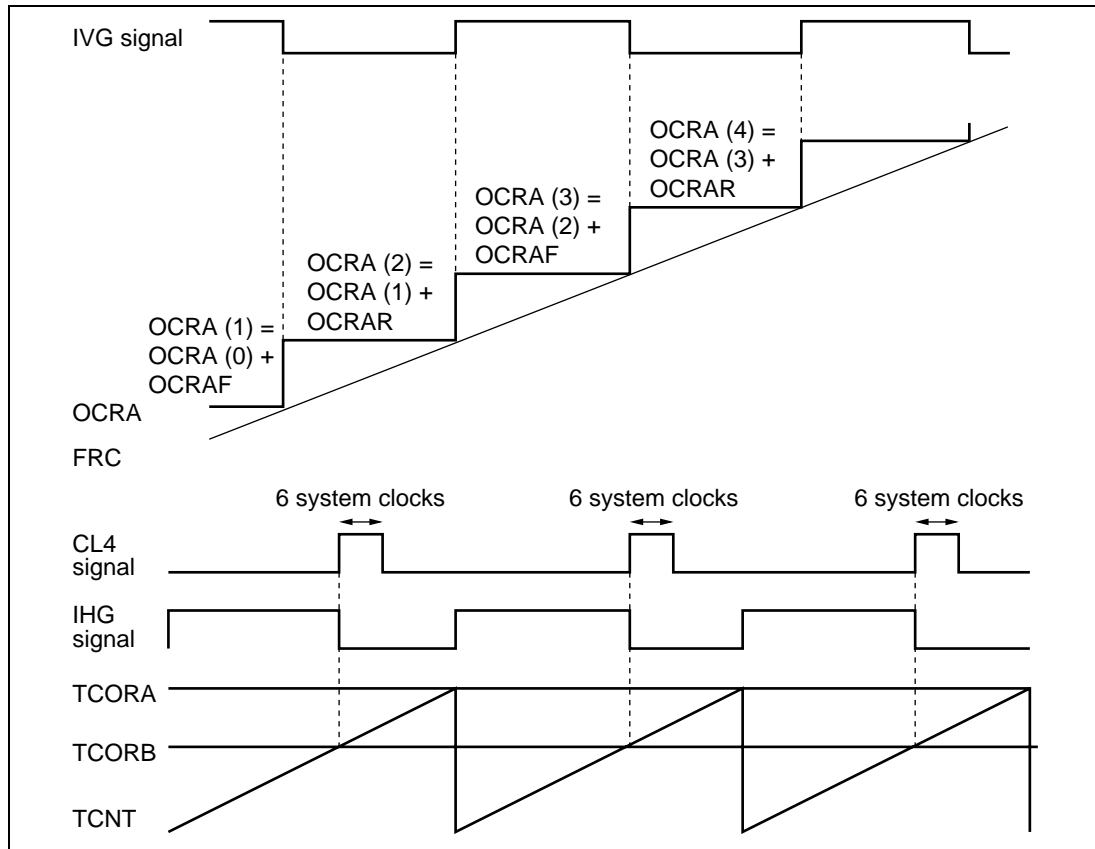 IVG signal
OCRA (4) =
OCRA (3) +
OCRAR
OCRA (3) =
OCRA (2) +
OCRAF
OCRA (2) =
OCRA (1) +
OCRAR
OCRA (1) =
OCRA (0) +
OCRAF
OCRA
FRC
6 system clocks
6 system clocks
6 system clocks
CL4
signal
IHG
signal
TCORA
TCORB
TCNT